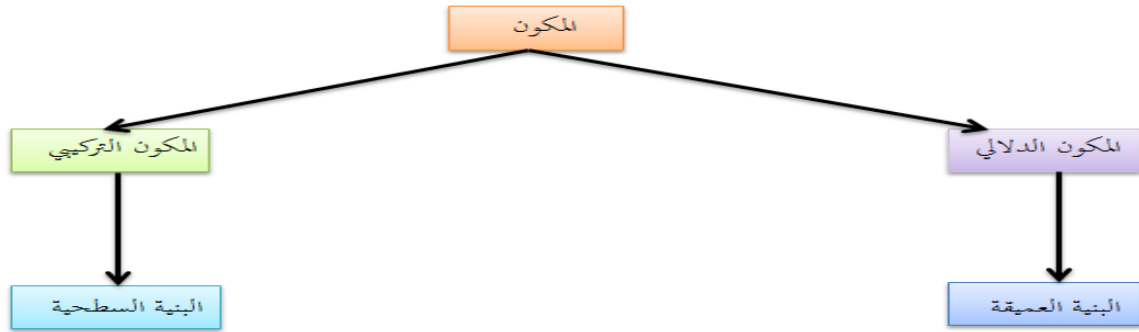 المكون
المكون الدلالي
المكون التركيبي
البنية العميقة
البنية السطحية